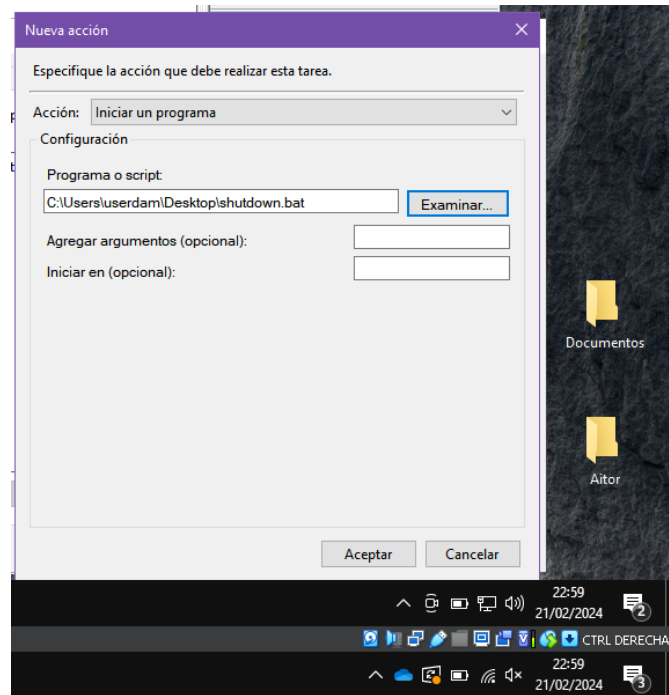 Nueva acción
Especifique la acción que debe realizar esta tarea.
Acción: Iniciar un programa
Configuración
Programa o script:
C:\Users\userdam\Desktop\shutdown.bat Examinar...
Agregar argumentos (opcional):
Iniciar en (opcional):
Documentos
Aitor
Aceptar Cancelar
22:59
21/02/2024 2
CTRL DERECHA
22:59
21/02/2024 3